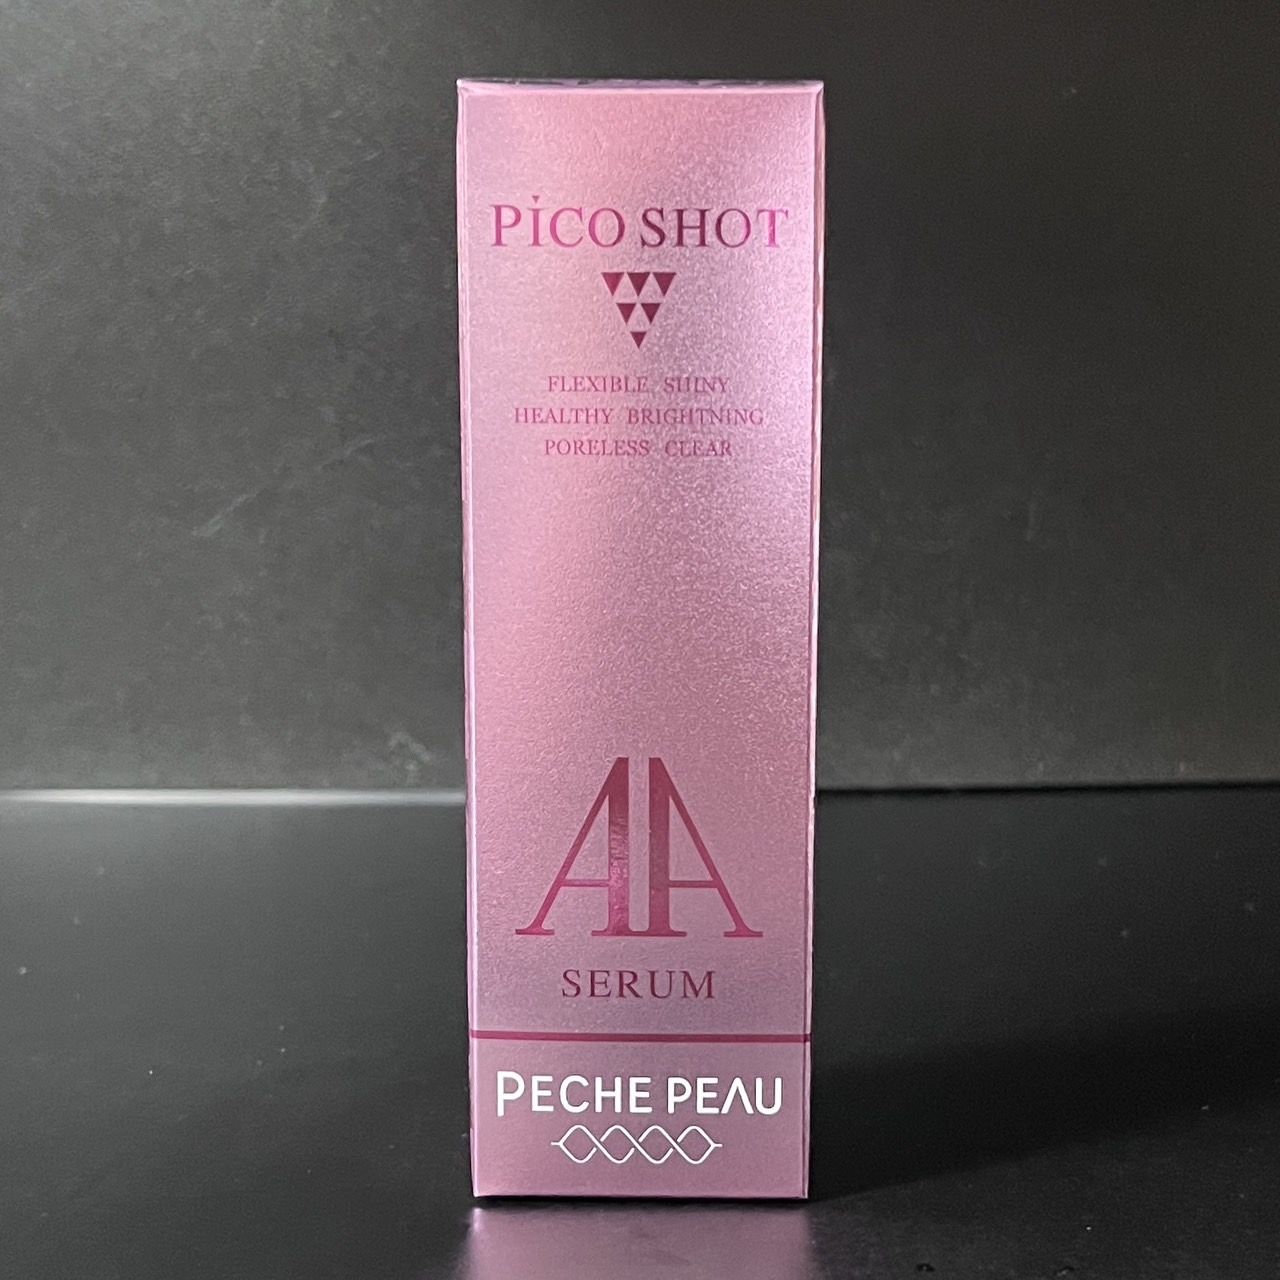 PICO SHOT
FLEXIBLE SHINY
HEALTHY BRIGHTNING
PORELESS CLEAR
AA
SERUM
PECHE PEAU